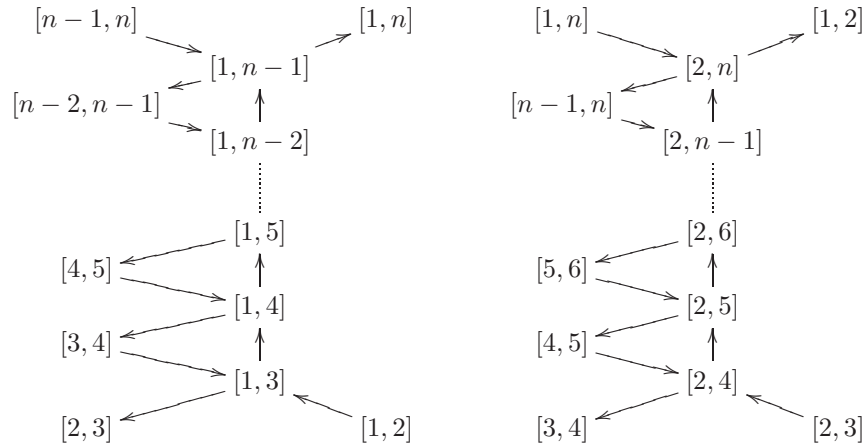 [n − 1, n] [1, n] [1, n] [1, 2]
[1, n − 1] [2, n]
[n − 2, n − 1] [n − 1, n]
[1, n − 2] [2, n − 1]
[1, 5] [2, 6]
[4, 5] [5, 6]
[1, 4] [2, 5]
[3, 4] [4, 5]
[1, 3] [2, 4]
[2, 3] [1, 2] [3, 4] [2, 3]